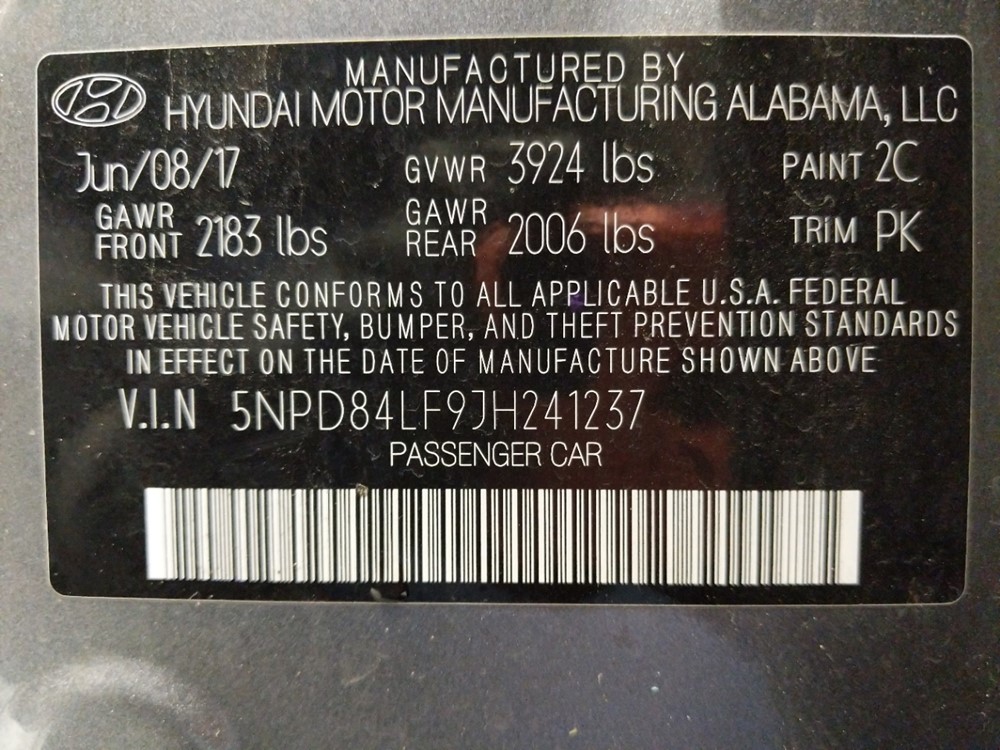 MANUFACTURED BY
HYUNDAI MOTOR MANUFACTURING ALABAMA, LLC
Jun/08/17 GVWR 3924 lbs PAINT 2C
GAWR FRONT 2183 lbs GAWR REAR 2006 lbs TRIM PK
THIS VEHICLE CONFORMS TO ALL APPLICABLE U.S.A. FEDERAL
MOTOR VEHICLE SAFETY, BUMPER, AND THEFT PREVENTION STANDARDS
IN EFFECT ON THE DATE OF MANUFACTURE SHOWN ABOVE
V.I.N 5NPD84LF9JH241237
PASSENGER CAR